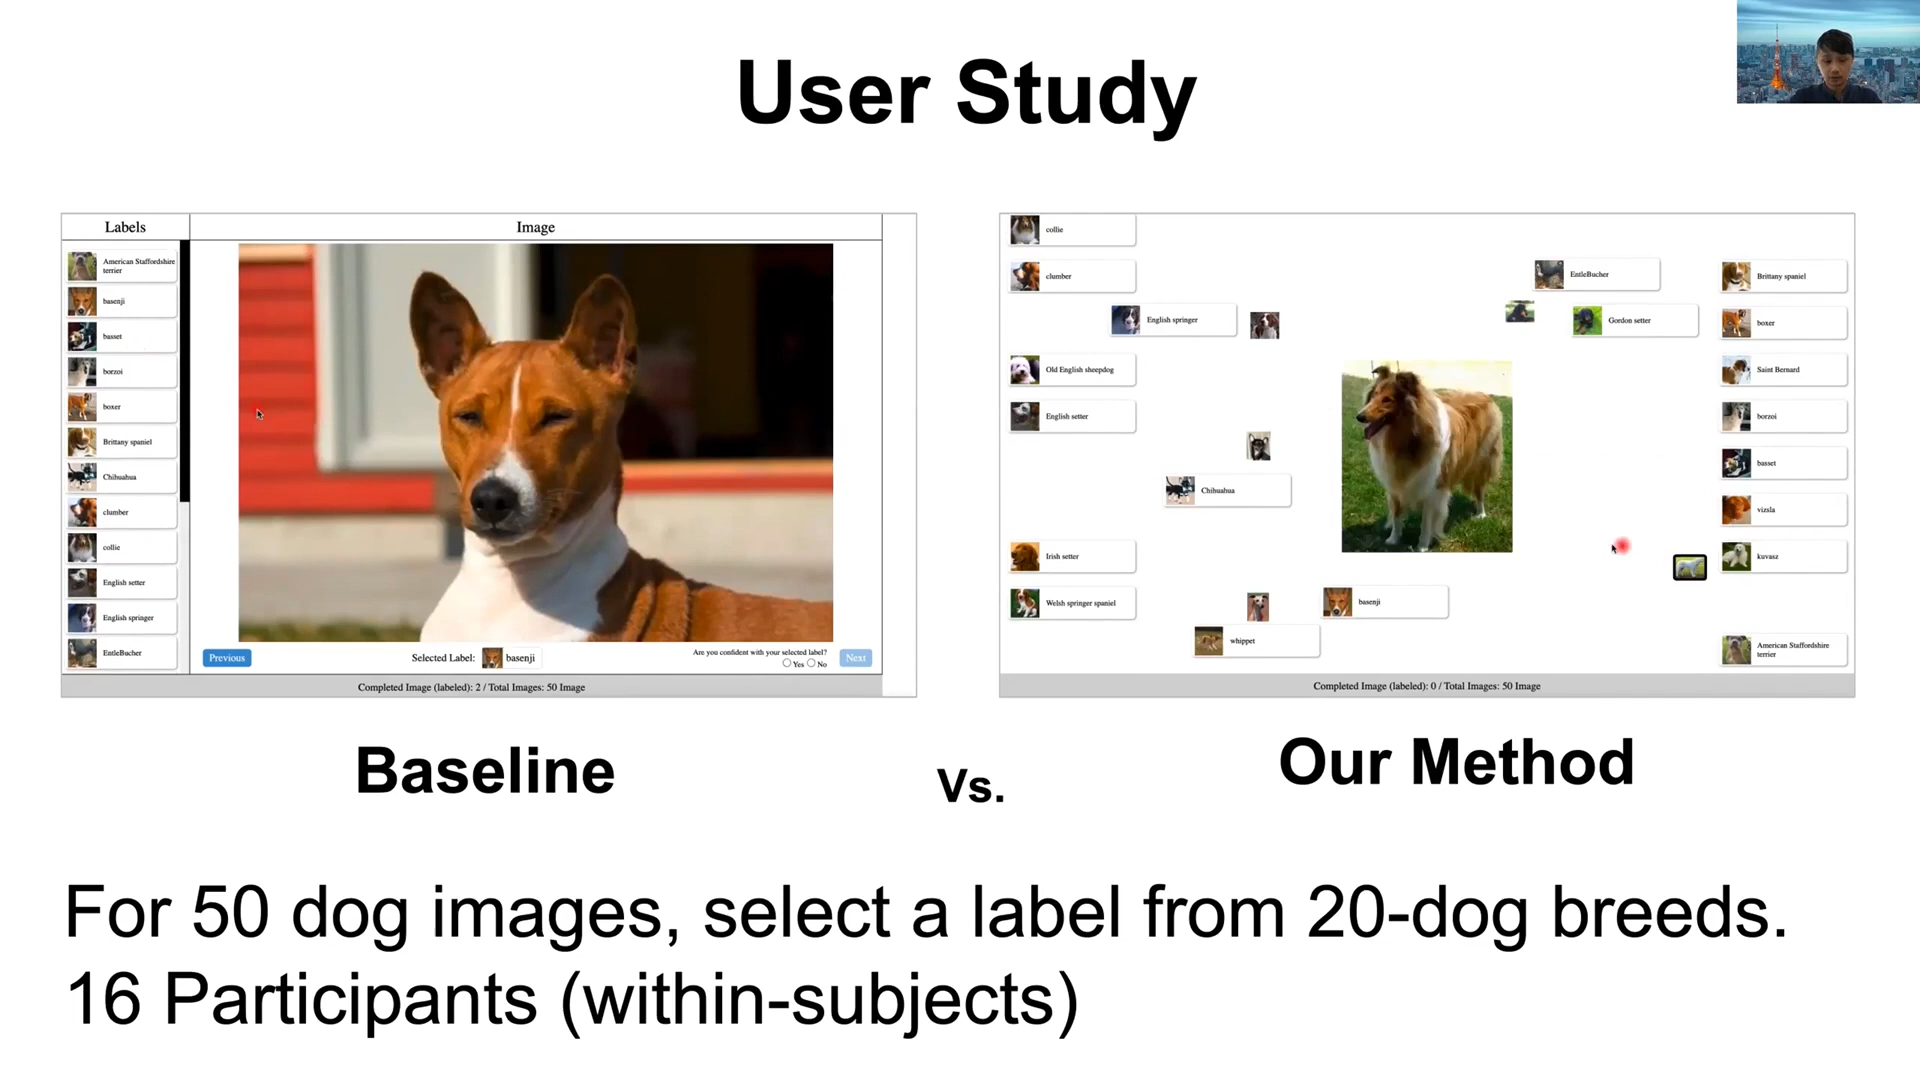 User Study
Labels
Image
American Staffordshire
terrier
basenji
basset
borzoi
boxer
Brittany spaniel
Chihuahua
clumber
collie
English setter
English springer
EntleBucher
Previous
Selected Label:
basenji
Are you confident with your selected label?
Yes
No
Next
Completed Image (labeled): 2 / Total Images: 50 Image
collie
clumber
English springer
Old English sheepdog
English setter
Chihuahua
Irish setter
Welsh springer spaniel
whippet
basenji
EntleBucher
Gordon setter
Brittany spaniel
boxer
Saint Bernard
borzoi
basset
vizsla
kuvasz
American Staffordshire
terrier
Completed Image (labeled): 0 / Total Images: 50 Image
Baseline
Vs.
Our Method
For 50 dog images, select a label from 20-dog breeds.
16 Participants (within-subjects)